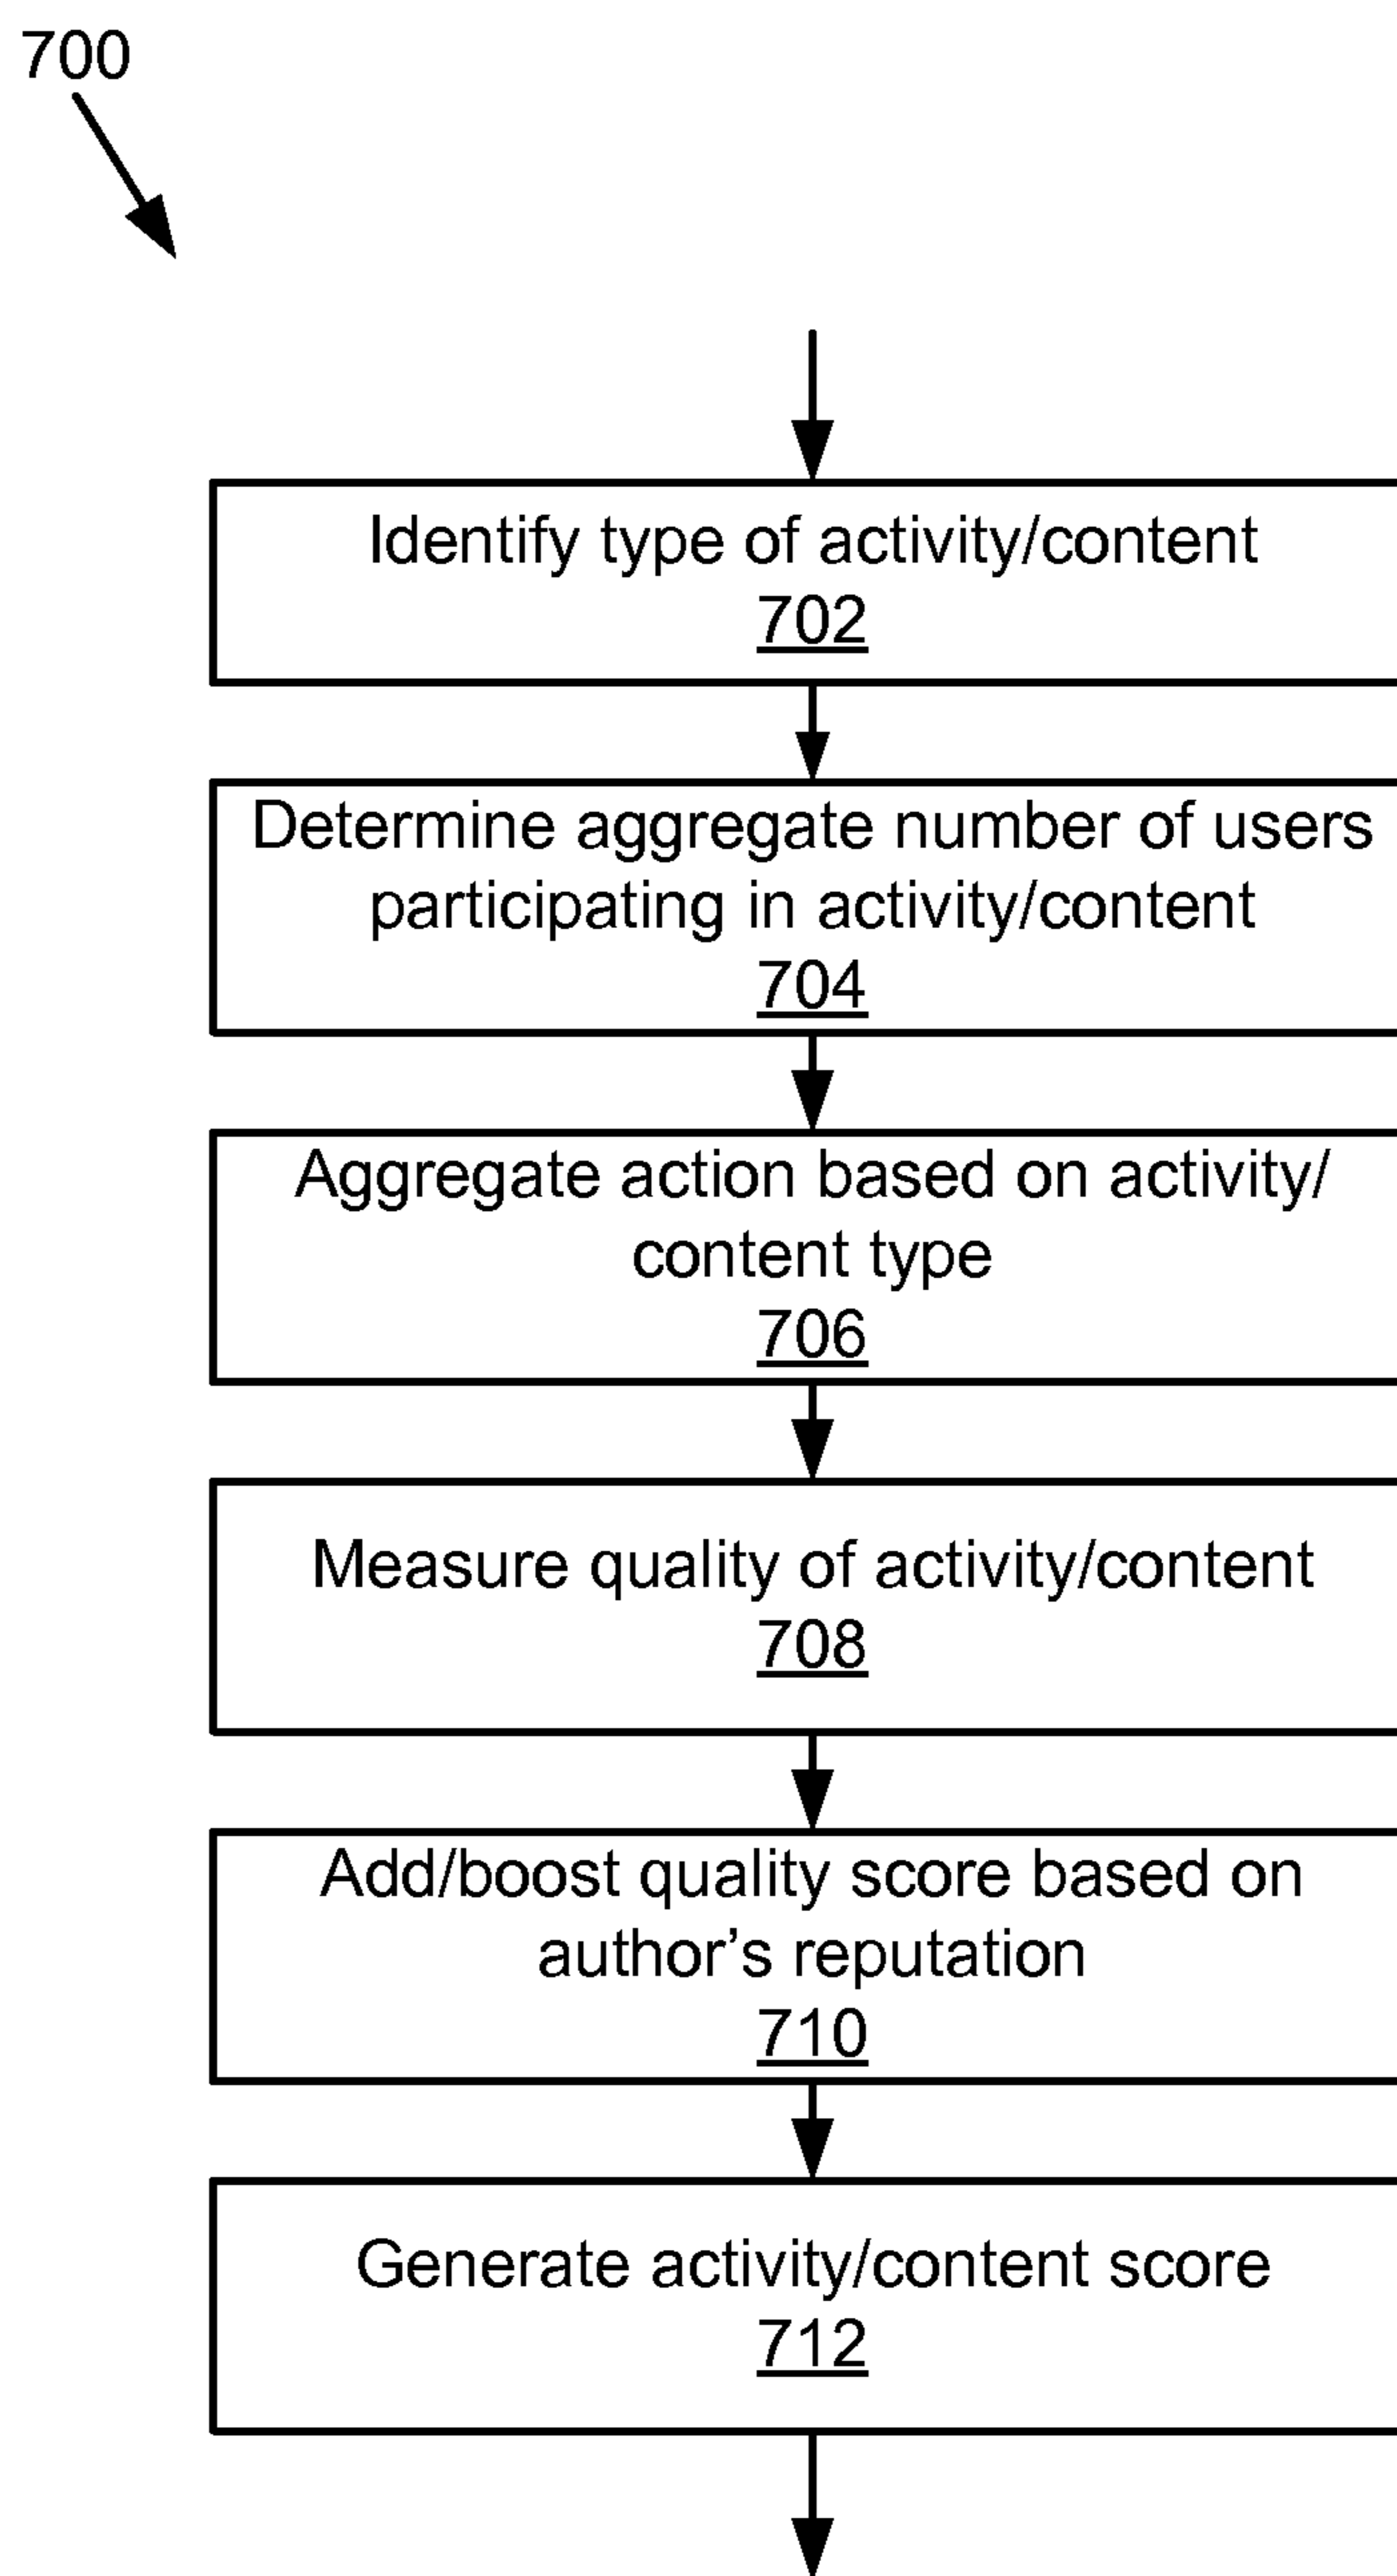 700
Identify type of activity/content
702
Determine aggregate number of users
participating in activity/content
704
Aggregate action based on activity/
content type
706
Measure quality of activity/content
708
Add/boost quality score based on
author’s reputation
710
Generate activity/content score
712